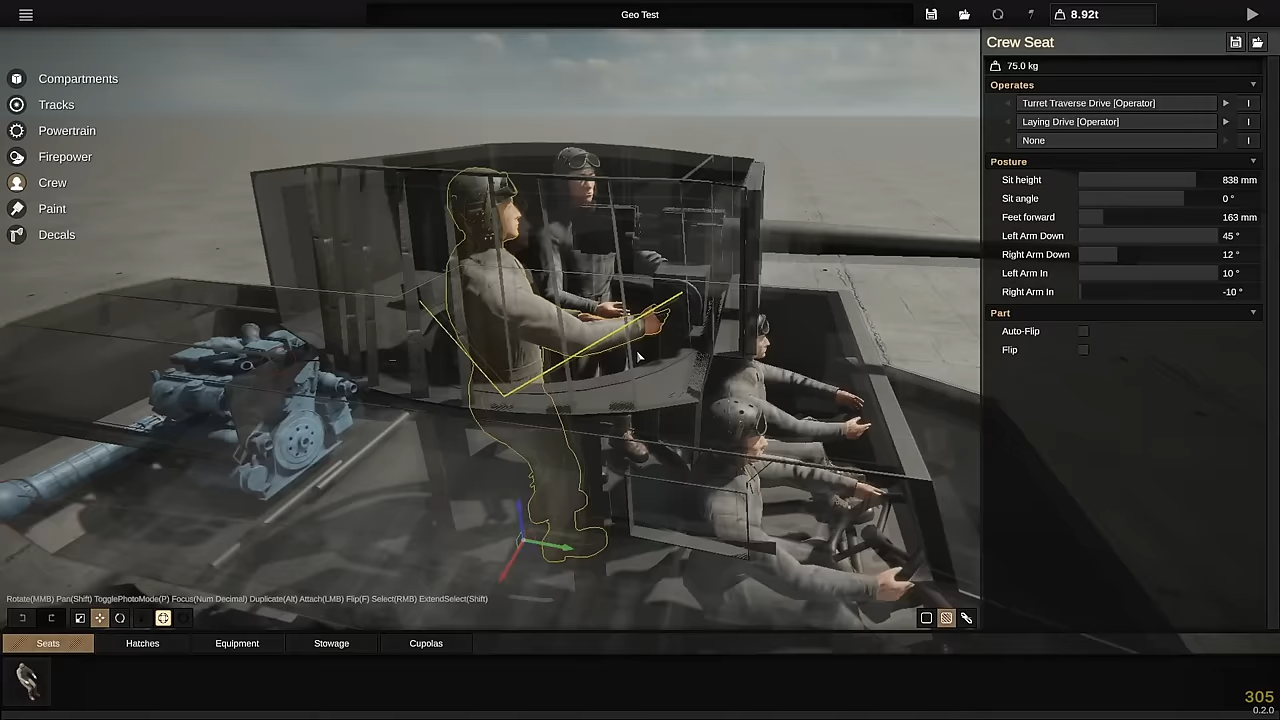 Geo Test
8.92t
Compartments
Tracks
Powertrain
Firepower
Crew
Paint
Decals
Crew Seat
75.0 kg
Operates
Turret Traverse Drive [Operator]
Laying Drive [Operator]
None
Posture
Sit height 838 mm
Sit angle 0 °
Feet forward 163 mm
Left Arm Down 45 °
Right Arm Down 12 °
Left Arm In 10 °
Right Arm In -10 °
Part
Auto-Flip
Flip
Rotate(MMB) Pan(Shift) TogglePhotoMode(P) Focus(Num Decimal) Duplicate(Alt) Attach(LMB) Flip(F) Select(RMB) ExtendSelect(Shift)
Seats Hatches Equipment Stowage Cupolas
305
0.2.0